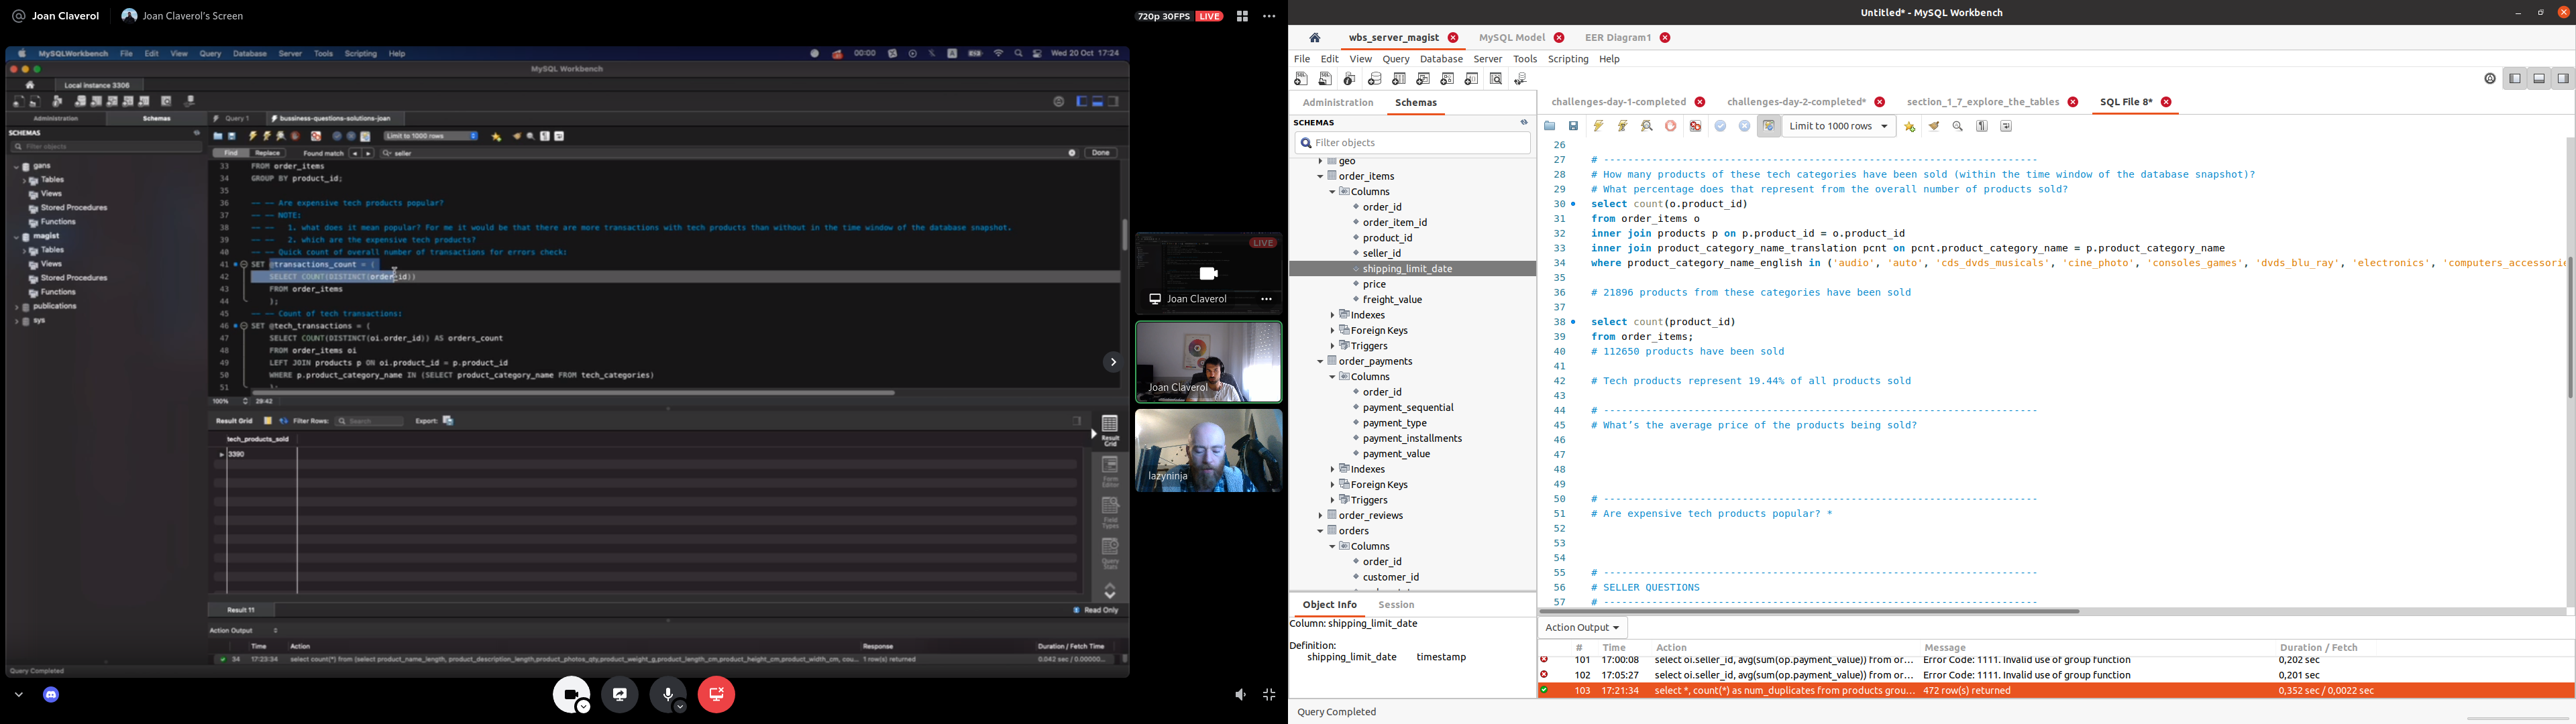 Joan Claverol
Joan Claverol's Screen
720p 30FPS LIVE
MySQLWorkbench File Edit View Query Database Server Tools Scripting Help
00:00
Wed 20 Oct 17:24
MySQL Workbench
Local instance 3306
Administration Schemas
Query 1
bussiness-questions-solutions-joan
SCHEMAS
Filter objects
gans
Tables
Views
Stored Procedures
Functions
magist
Tables
Views
Stored Procedures
Functions
publications
sys
Limit to 1000 rows
Find Replace Found match seller Done
33 FROM order_items
34 GROUP BY product_id;
35
36 -- -- Are expensive tech products popular?
37 -- -- NOTE:
38 -- -- 1. what does it mean popular? For me it would be that there are more transactions with tech products than without in the time window of the database snapshot.
39 -- -- 2. which are the expensive tech products?
40 -- -- Quick count of overall number of transactions for errors check:
41 SET @transactions_count = (
42 SELECT COUNT(DISTINCT(order_id))
43 FROM order_items
44 );
45 -- -- Count of tech transactions:
46 SET @tech_transactions = (
47 SELECT COUNT(DISTINCT(oi.order_id)) AS orders_count
48 FROM order_items oi
49 LEFT JOIN products p ON oi.product_id = p.product_id
50 WHERE p.product_category_name IN (SELECT product_category_name FROM tech_categories)
51 );
100% 29:42
Result Grid Filter Rows: Search Export:
tech_products_sold
3390
Result Grid
Form Editor
Field Types
Query Stats
Result 11 Read Only
Action Output
Time Action Response Duration / Fetch Time
34 17:23:34 select count(*) from (select product_name_length, product_description_length,product_photos_qty,product_weight_g,product_length_cm,product_height_cm,product_width_cm, cou... 1 row(s) returned 0.042 sec / 0.00000...
Query Completed
LIVE
Joan Claverol
Joan Claverol
lazyninja
Untitled* - MySQL Workbench
wbs_server_magist MySQL Model EER Diagram1
File Edit View Query Database Server Tools Scripting Help
Administration Schemas
SCHEMAS
Filter objects
geo
order_items
Columns
order_id
order_item_id
product_id
seller_id
shipping_limit_date
price
freight_value
Indexes
Foreign Keys
Triggers
order_payments
Columns
order_id
payment_sequential
payment_type
payment_installments
payment_value
Indexes
Foreign Keys
Triggers
order_reviews
orders
Columns
order_id
customer_id
Object Info Session
Column: shipping_limit_date
Definition:
shipping_limit_date timestamp
Query Completed
challenges-day-1-completed challenges-day-2-completed* section_1_7_explore_the_tables SQL File 8*
Limit to 1000 rows
26
27 # -------------------------------------------------------------------------
28 # How many products of these tech categories have been sold (within the time window of the database snapshot)?
29 # What percentage does that represent from the overall number of products sold?
30 select count(o.product_id)
31 from order_items o
32 inner join products p on p.product_id = o.product_id
33 inner join product_category_name_translation pcnt on pcnt.product_category_name = p.product_category_name
34 where product_category_name_english in ('audio', 'auto', 'cds_dvds_musicals', 'cine_photo', 'consoles_games', 'dvds_blu_ray', 'electronics', 'computers_accessorie
35
36 # 21896 products from these categories have been sold
37
38 select count(product_id)
39 from order_items;
40 # 112650 products have been sold
41
42 # Tech products represent 19.44% of all products sold
43
44 # -------------------------------------------------------------------------
45 # What's the average price of the products being sold?
46
47
48
49
50 # -------------------------------------------------------------------------
51 # Are expensive tech products popular? *
52
53
54
55 # -------------------------------------------------------------------------
56 # SELLER QUESTIONS
57 # -------------------------------------------------------------------------
Action Output
# Time Action Message Duration / Fetch
101 17:00:08 select oi.seller_id, avg(sum(op.payment_value)) from or... Error Code: 1111. Invalid use of group function 0,202 sec
102 17:05:27 select oi.seller_id, avg(sum(op.payment_value)) from or... Error Code: 1111. Invalid use of group function 0,201 sec
103 17:21:34 select *, count(*) as num_duplicates from products grou... 472 row(s) returned 0,352 sec / 0,0022 sec